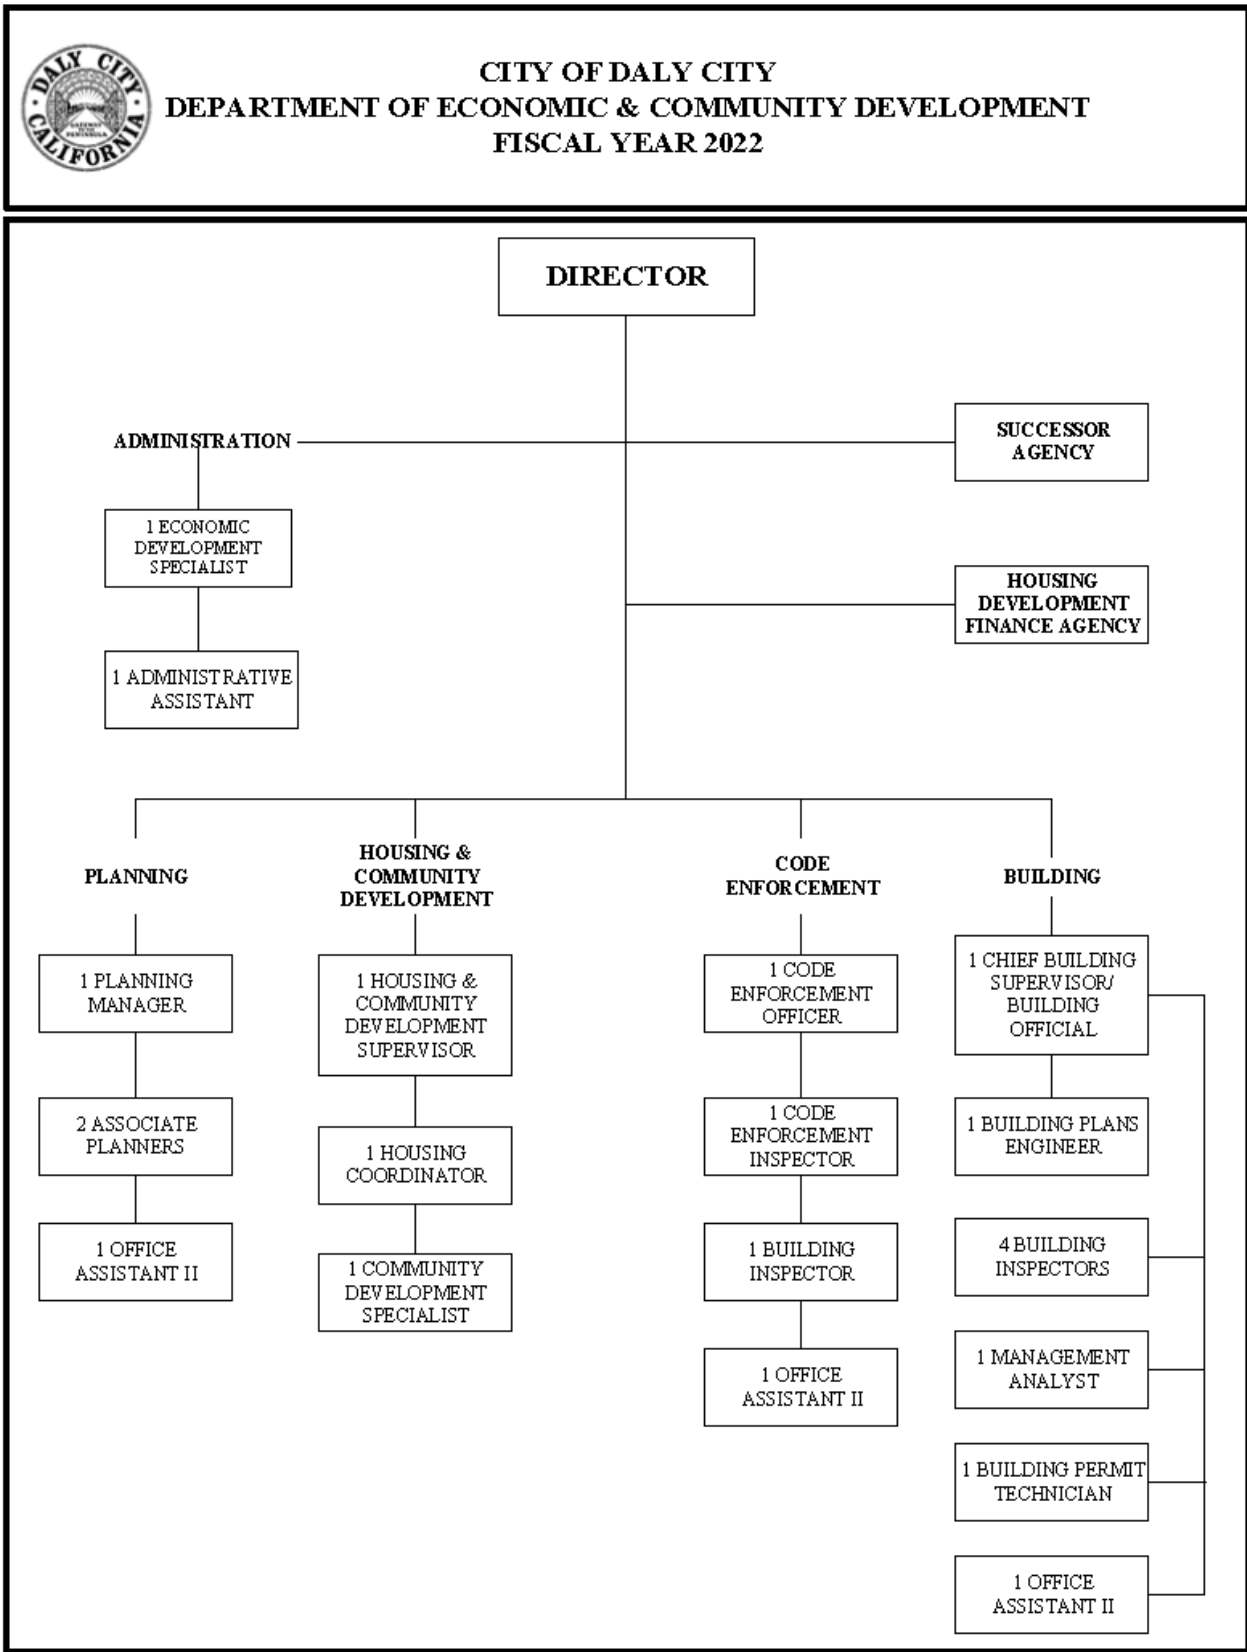 DALY CITY
CALIFORNIA
GATEWAY
TO THE
PENINSULA
CITY OF DALY CITY
DEPARTMENT OF ECONOMIC & COMMUNITY DEVELOPMENT
FISCAL YEAR 2022
DIRECTOR
ADMINISTRATION
SUCCESSOR
AGENCY
1 ECONOMIC
DEVELOPMENT
SPECIALIST
HOUSING
DEVELOPMENT
FINANCE AGENCY
1 ADMINISTRATIVE
ASSISTANT
PLANNING
1 PLANNING
MANAGER
2 ASSOCIATE
PLANNERS
1 OFFICE
ASSISTANT II
HOUSING &
COMMUNITY
DEVELOPMENT
1 HOUSING &
COMMUNITY
DEVELOPMENT
SUPERVISOR
1 HOUSING
COORDINATOR
1 COMMUNITY
DEVELOPMENT
SPECIALIST
CODE
ENFORCEMENT
1 CODE
ENFORCEMENT
OFFICER
1 CODE
ENFORCEMENT
INSPECTOR
1 BUILDING
INSPECTOR
1 OFFICE
ASSISTANT II
BUILDING
1 CHIEF BUILDING
SUPERVISOR/
BUILDING
OFFICIAL
1 BUILDING PLANS
ENGINEER
4 BUILDING
INSPECTORS
1 MANAGEMENT
ANALYST
1 BUILDING PERMIT
TECHNICIAN
1 OFFICE
ASSISTANT II